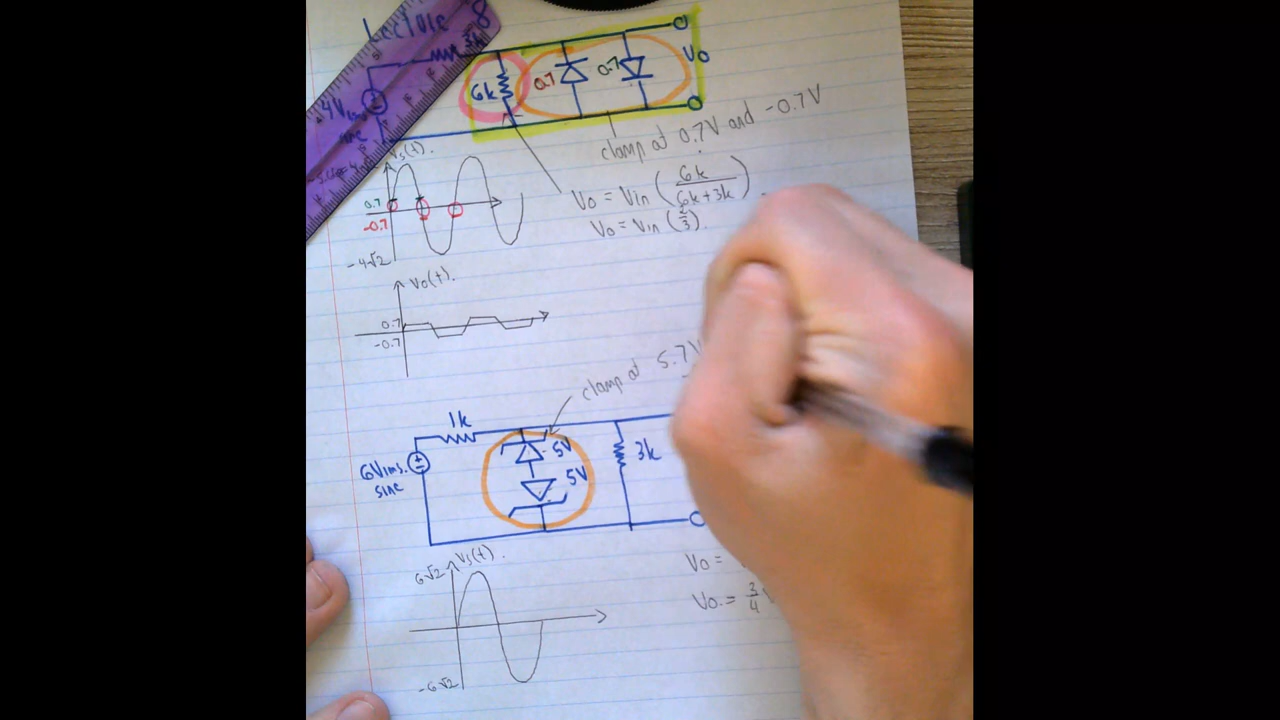 Lecture 8
3k
6k
0.7
0.7
Vo
4Vrms
sine
clamp at 0.7V and -0.7V
Vs(t).
0.7
-0.7
-4√2
Vo = Vin (6k/6k+3k)
Vo = Vin (2/3).
Vo(t).
0.7
-0.7
clamp at 5.7V
1k
6Vrms.
sine
5V
5V
3k
6√2
Vs(t).
-6√2
Vo =
Vo = 3/4 V